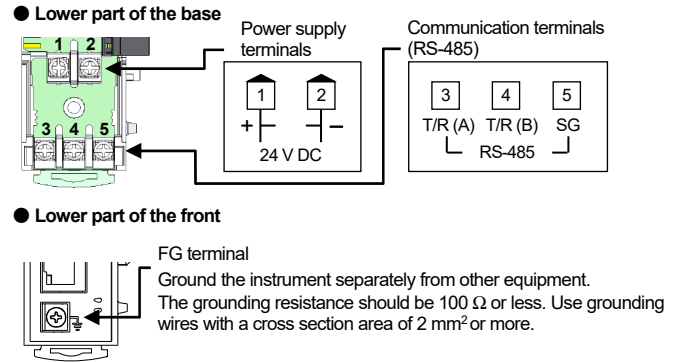 ● Lower part of the base
1 2
3 4 5
Power supply
terminals
1 2
+ −
24 V DC
Communication terminals
(RS-485)
3 4 5
T/R (A) T/R (B) SG
RS-485
● Lower part of the front
FG terminal
Ground the instrument separately from other equipment.
The grounding resistance should be 100 Ω or less. Use grounding
wires with a cross section area of 2 mm² or more.